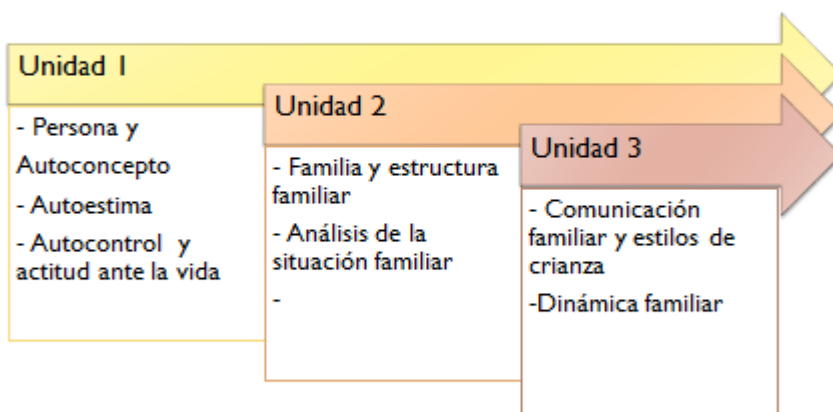 Unidad 1
- Persona y
Autoconcepto
- Autoestima
- Autocontrol y
actitud ante la vida
Unidad 2
- Familia y estructura
familiar
- Análisis de la
situación familiar
-
Unidad 3
- Comunicación
familiar y estilos de
crianza
-Dinámica familiar